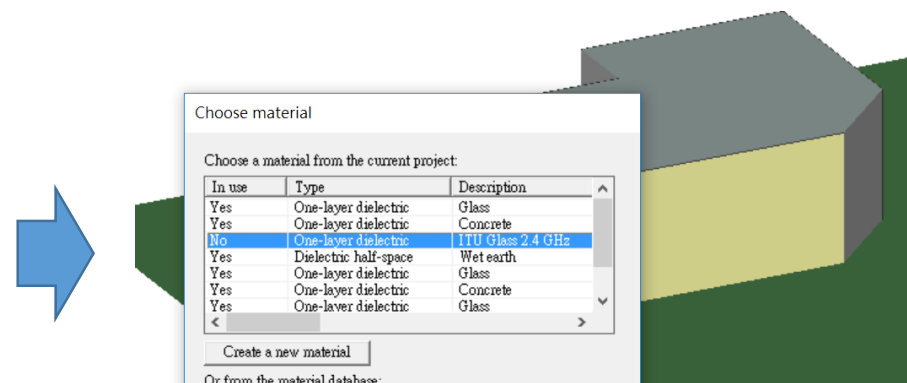 Choose material
Choose a material from the current project:
In use Type Description
Yes One-layer dielectric Glass
Yes One-layer dielectric Concrete
No One-layer dielectric ITU Glass 2.4 GHz
Yes Dielectric half-space Wet earth
Yes One-layer dielectric Glass
Yes One-layer dielectric Concrete
Yes One-layer dielectric Glass
Create a new material
Or from the material database: